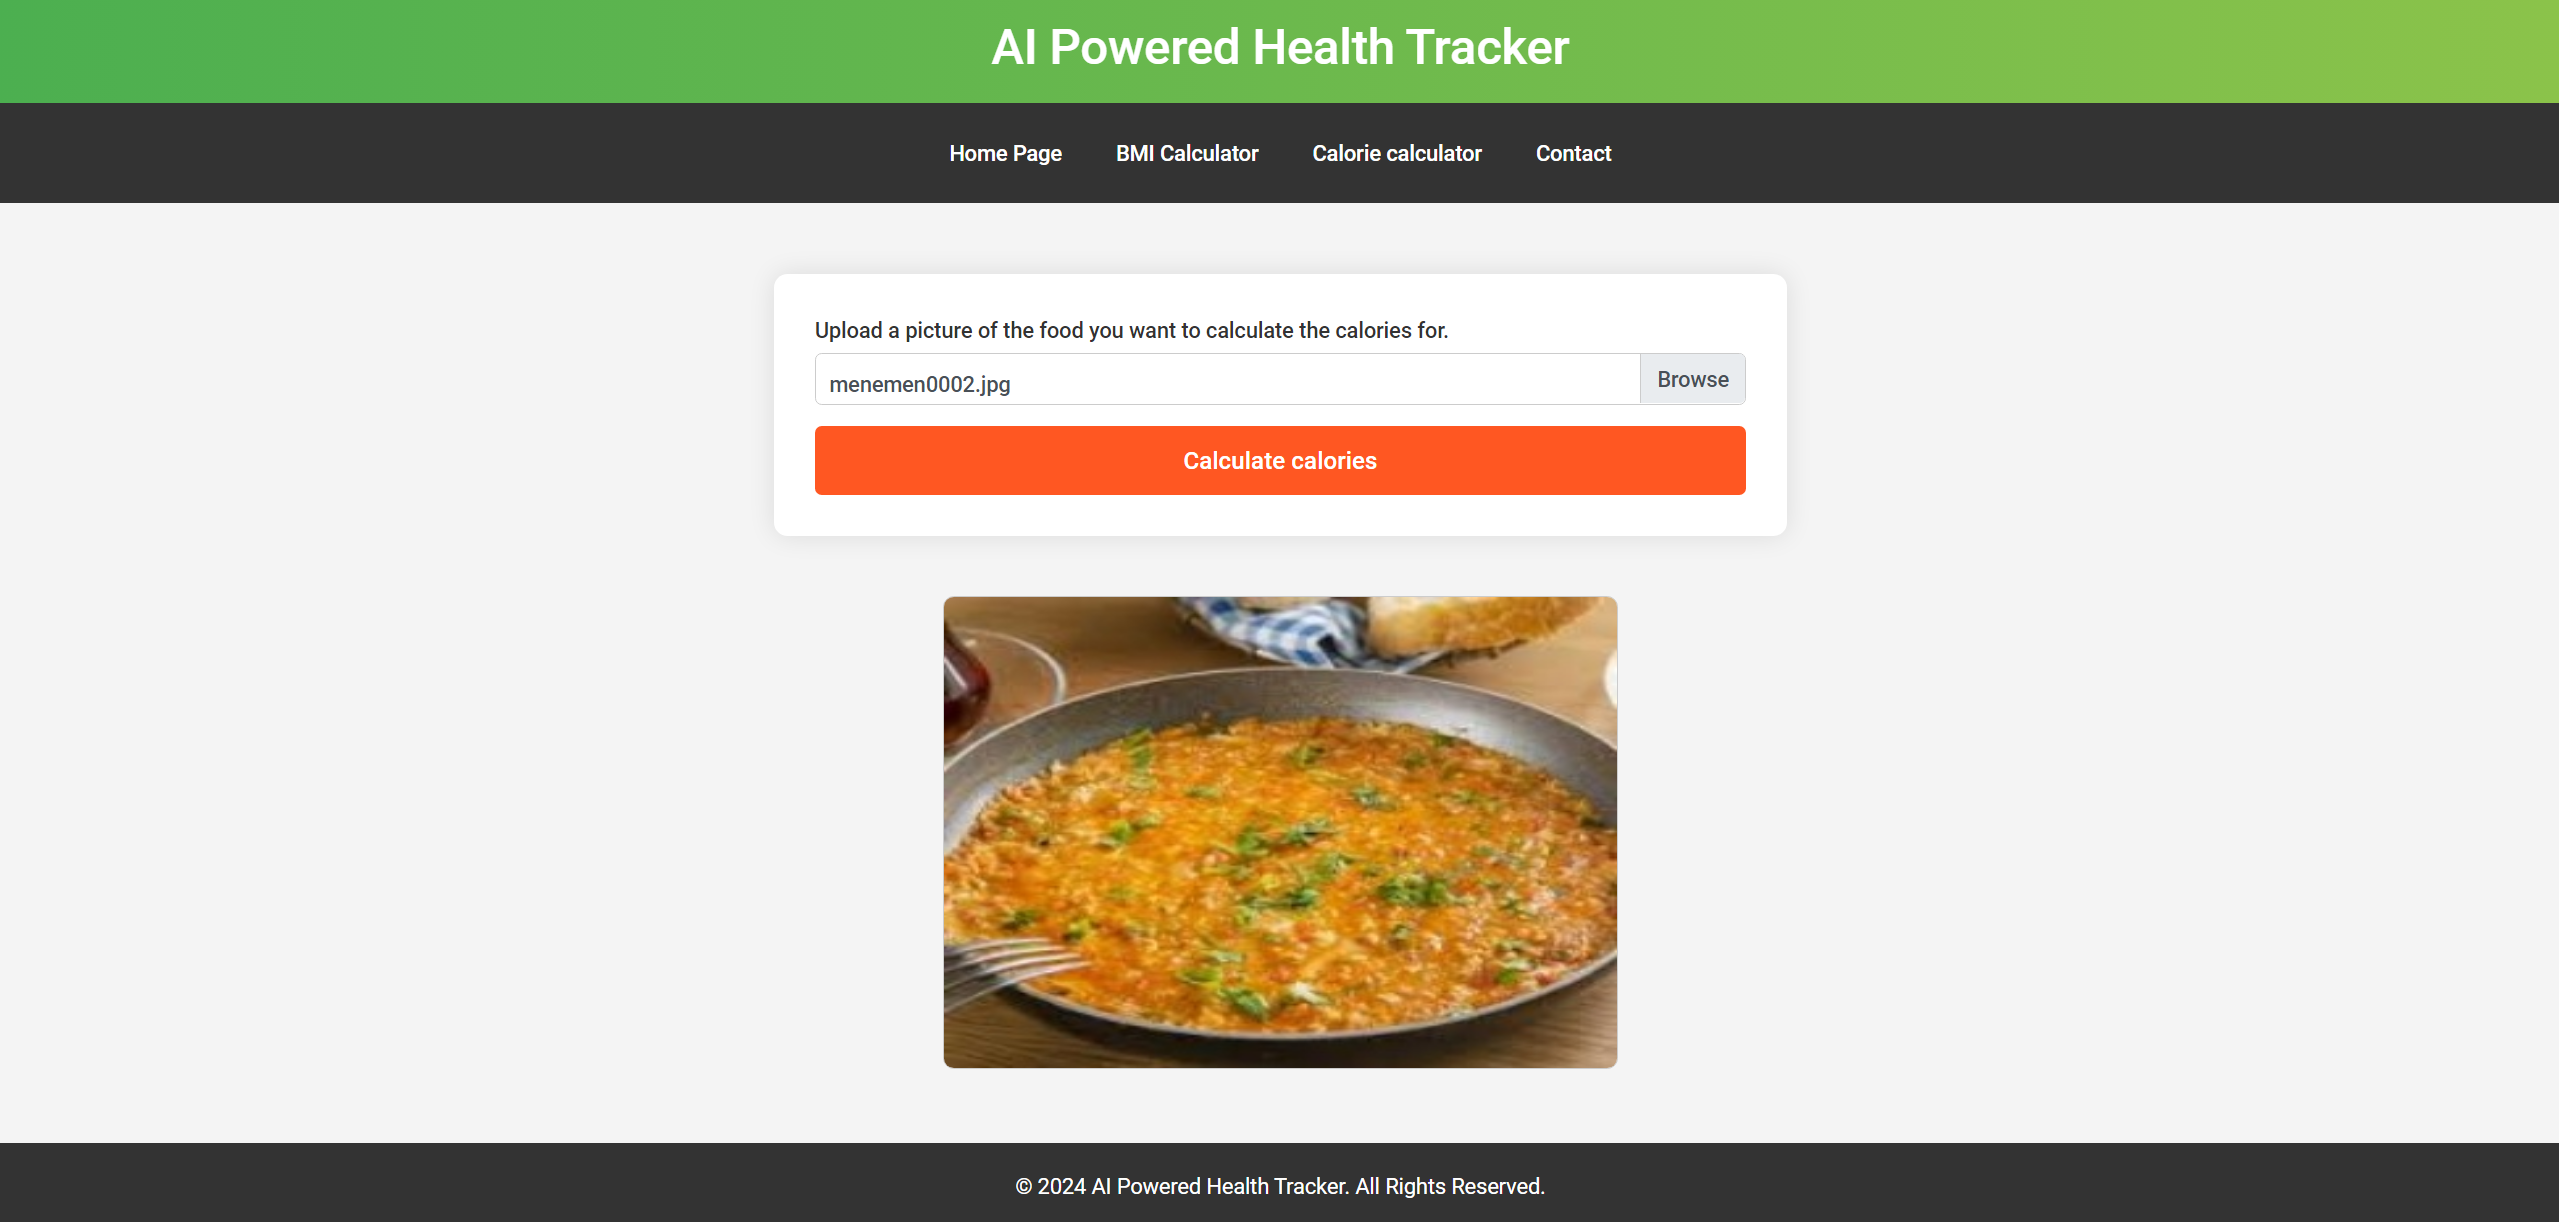 AI Powered Health Tracker
Home Page BMI Calculator Calorie calculator Contact
Upload a picture of the food you want to calculate the calories for.
menemen0002.jpg Browse
Calculate calories
© 2024 AI Powered Health Tracker. All Rights Reserved.